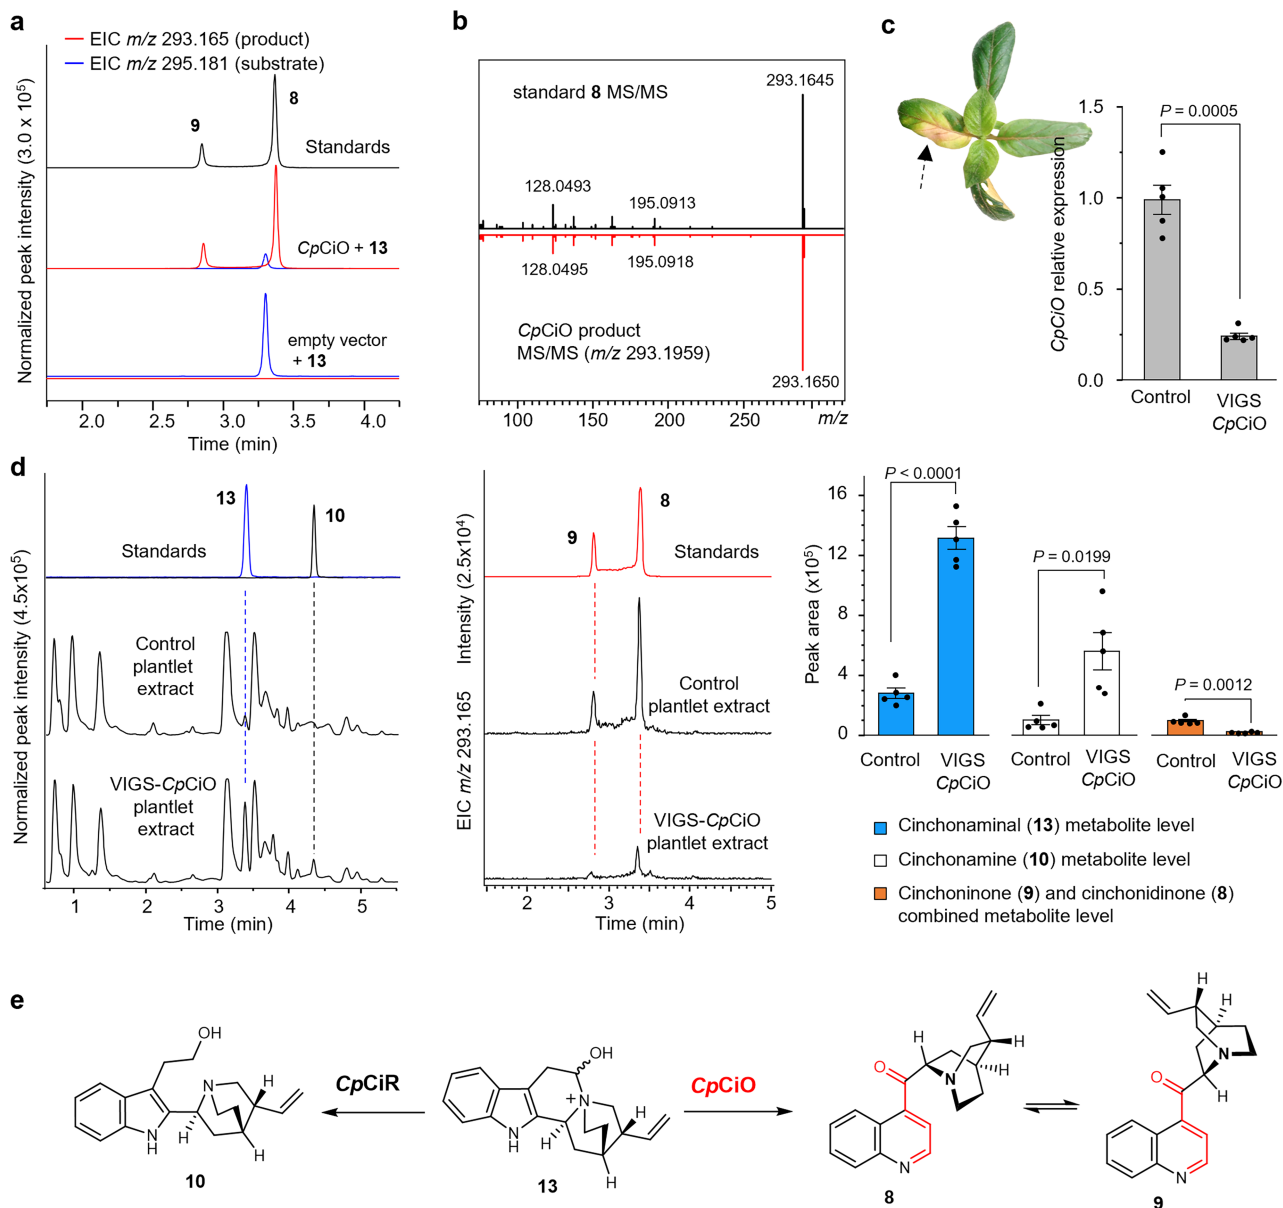 a
EIC m/z 293.165 (product)
EIC m/z 295.181 (substrate)
8
9
Standards
CpCiO + 13
empty vector
+ 13
Normalized peak intensity (3.0 x 10⁵)
2.0 2.5 3.0 3.5 4.0
Time (min)
b
standard 8 MS/MS
293.1645
128.0493
195.0913
128.0495
195.0918
CpCiO product
MS/MS (m/z 293.1959)
293.1650
100 150 200 250 m/z
c
CpCiO relative expression
1.5
1.0
0.5
0.0
P = 0.0005
Control
VIGS
CpCiO
d
Normalized peak intensity (4.5x10⁵)
13
10
Standards
Control
plantlet
extract
VIGS-CpCiO
plantlet
extract
1 2 3 4 5
Time (min)
EIC m/z 293.165 Intensity (2.5x10⁴)
8
9
Standards
Control
plantlet extract
VIGS-CpCiO
plantlet extract
2 3 4 5
Time (min)
Peak area (x10⁵)
16
12
8
4
0
P < 0.0001
P = 0.0199
P = 0.0012
Control
VIGS
CpCiO
Control
VIGS
CpCiO
Control
VIGS
CpCiO
Cinchonaminal (13) metabolite level
Cinchonamine (10) metabolite level
Cinchoninone (9) and cinchonidinone (8)
combined metabolite level
e
OH
N
H
H
H
N
H
10
CpCiR
OH
N
+
H
H
H
N
H
13
CpCiO
H
H
H
O
N
N
8
H
H
N
O
H
N
9